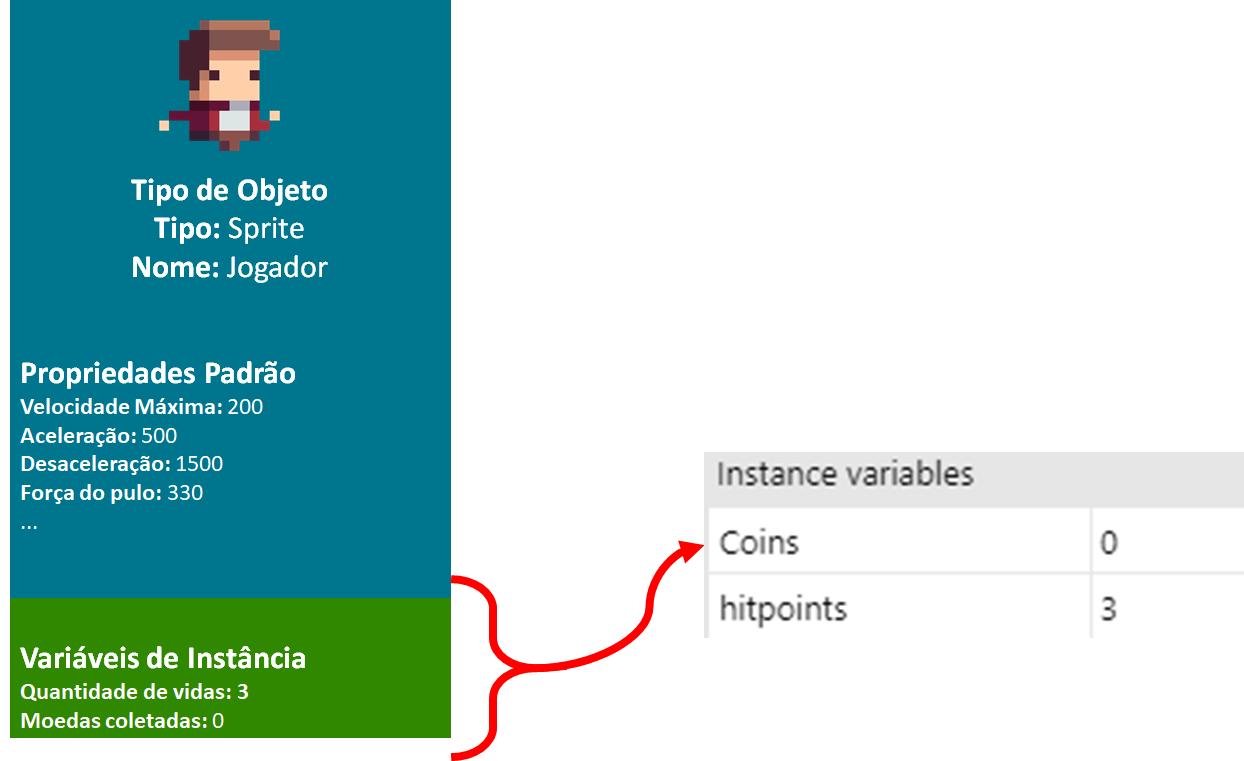 Tipo de Objeto
Tipo: Sprite
Nome: Jogador
Propriedades Padrão
Velocidade Máxima: 200
Aceleração: 500
Desaceleração: 1500
Força do pulo: 330
...
Variáveis de Instância
Quantidade de vidas: 3
Moedas coletadas: 0
Instance variables
Coins 0
hitpoints 3